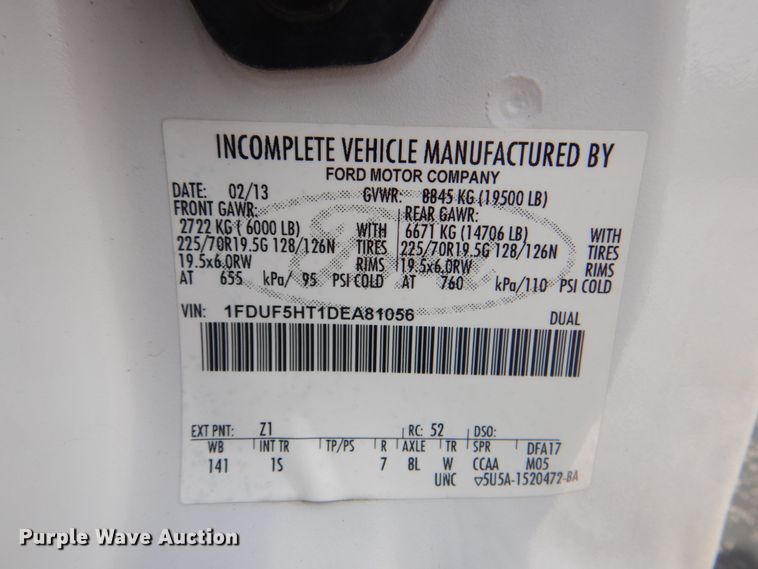 INCOMPLETE VEHICLE MANUFACTURED BY
FORD MOTOR COMPANY
DATE: 02/13 GVWR: 8845 KG (19500 LB)
FRONT GAWR: REAR GAWR:
2722 KG ( 6000 LB) WITH 6671 KG (14706 LB) WITH
225/70R19.5G 128/126N TIRES 225/70R19.5G 128/126N TIRES
19.5x6.0RW RIMS 19.5x6.0RW RIMS
AT 655 kPa/ 95 PSI COLD AT 760 kPa/110 PSI COLD
VIN: 1FDUF5HT1DEA81056 DUAL
EXT PNT: Z1 RC: 52 DSO:
WB INT TR TP/PS R AXLE TR SPR DFA17
141 1S 7 8L W CCAA M05
UNC ▽5U5A-1520472-BA
Purple Wave Auction